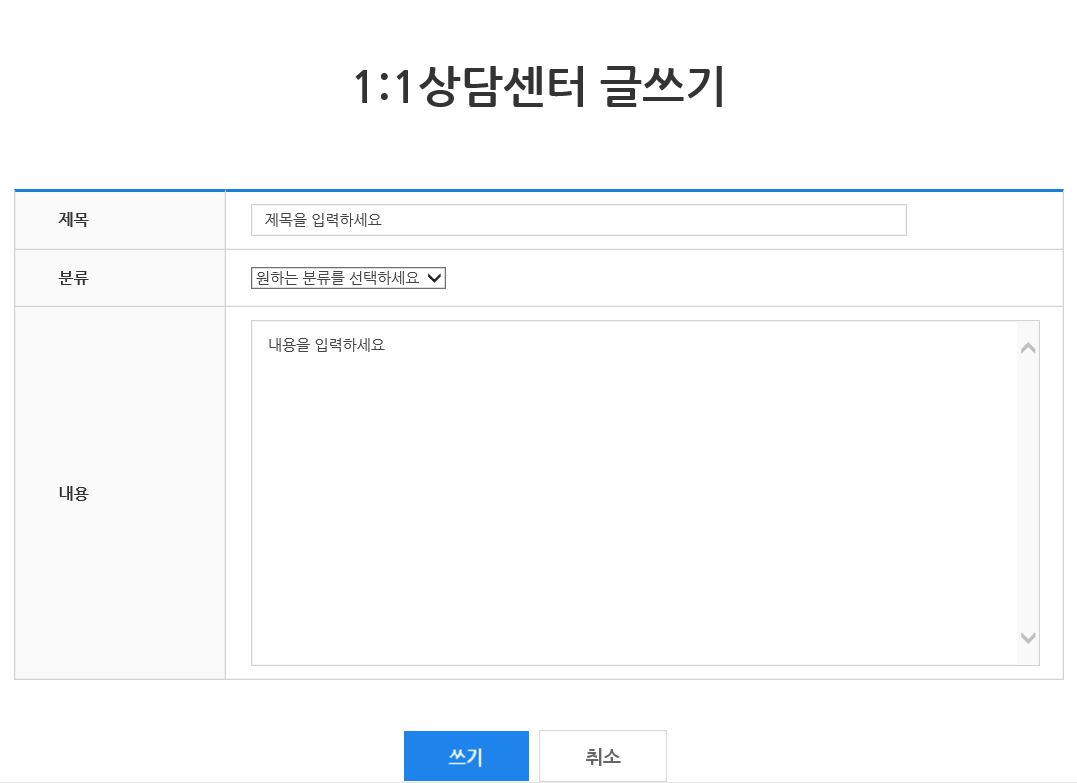 1:1상담센터 글쓰기
제목
제목을 입력하세요
분류
원하는 분류를 선택하세요
내용
내용을 입력하세요
쓰기
취소